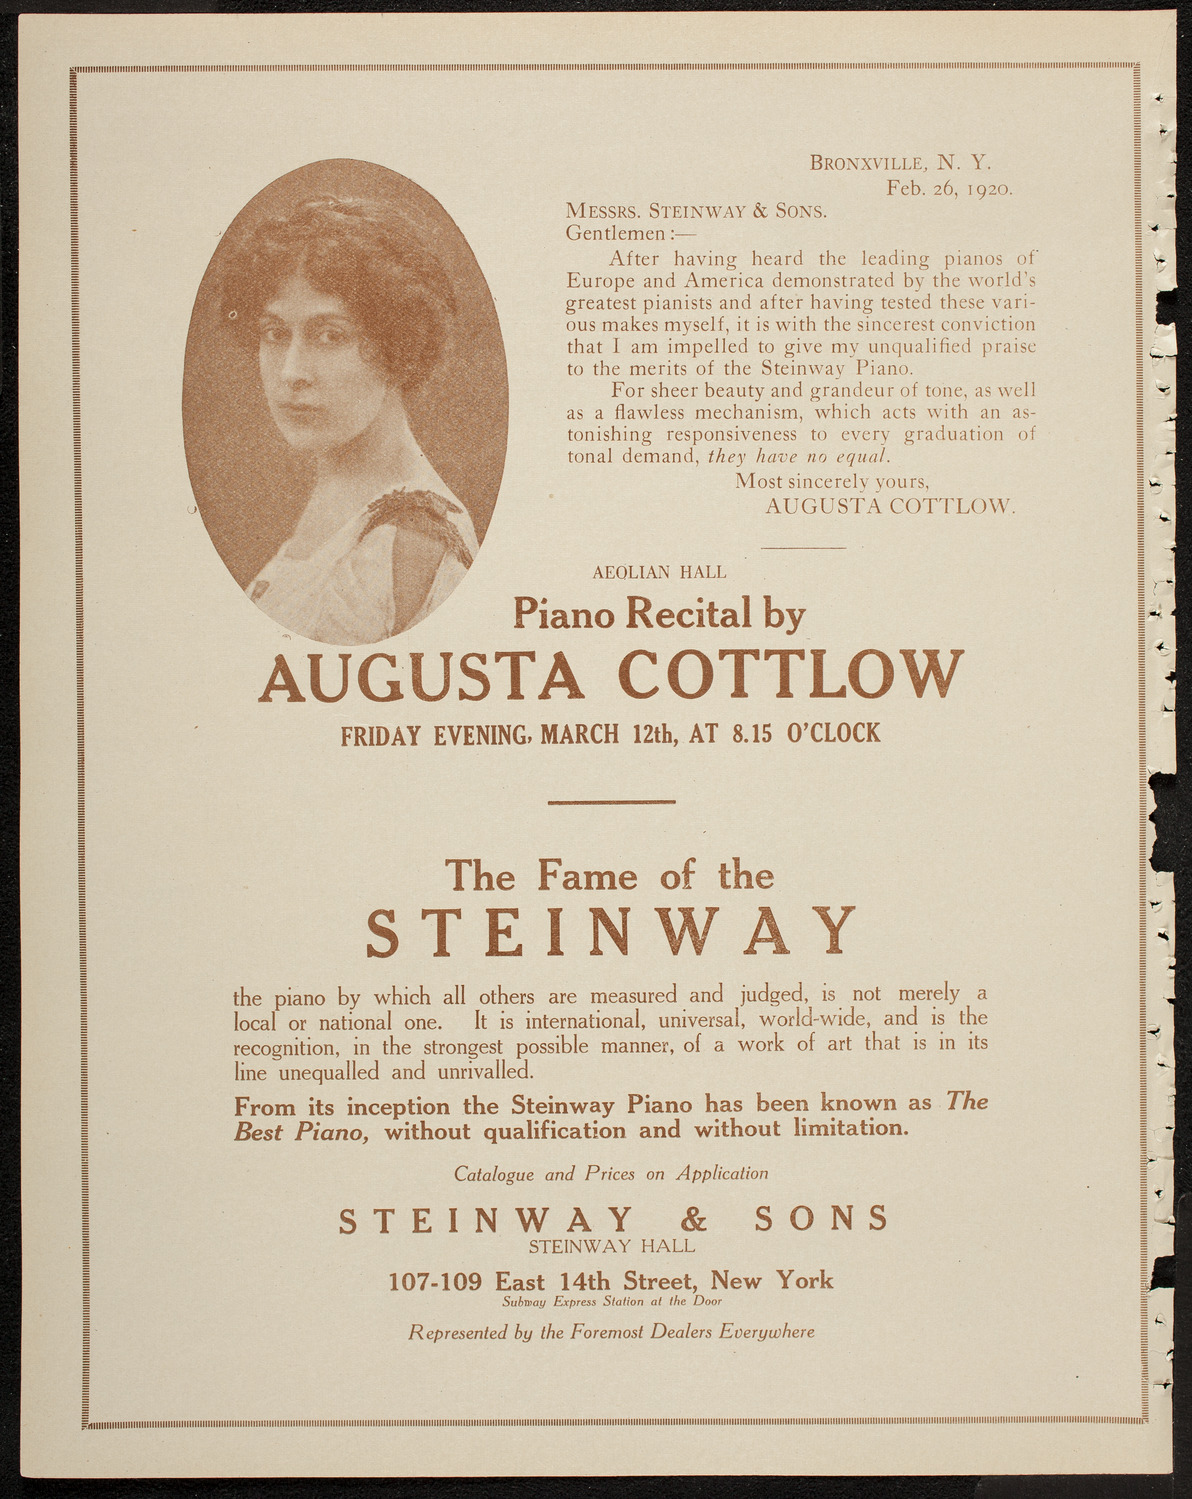 BRONXVILLE, N. Y.
Feb. 26, 1920.
MESSRS. STEINWAY & SONS.
Gentlemen :—
After having heard the leading pianos of
Europe and America demonstrated by the world's
greatest pianists and after having tested these vari-
ous makes myself, it is with the sincerest conviction
that I am impelled to give my unqualified praise
to the merits of the Steinway Piano.
For sheer beauty and grandeur of tone, as well
as a flawless mechanism, which acts with an as-
tonishing responsiveness to every graduation of
tonal demand, they have no equal.
Most sincerely yours,
AUGUSTA COTTLOW.
AEOLIAN HALL
Piano Recital by
AUGUSTA COTTLOW
FRIDAY EVENING, MARCH 12th, AT 8.15 O'CLOCK
The Fame of the
STEINWAY
the piano by which all others are measured and judged, is not merely a
local or national one. It is international, universal, world-wide, and is the
recognition, in the strongest possible manner, of a work of art that is in its
line unequalled and unrivalled.
From its inception the Steinway Piano has been known as The
Best Piano, without qualification and without limitation.
Catalogue and Prices on Application
STEINWAY & SONS
STEINWAY HALL
107-109 East 14th Street, New York
Subway Express Station at the Door
Represented by the Foremost Dealers Everywhere